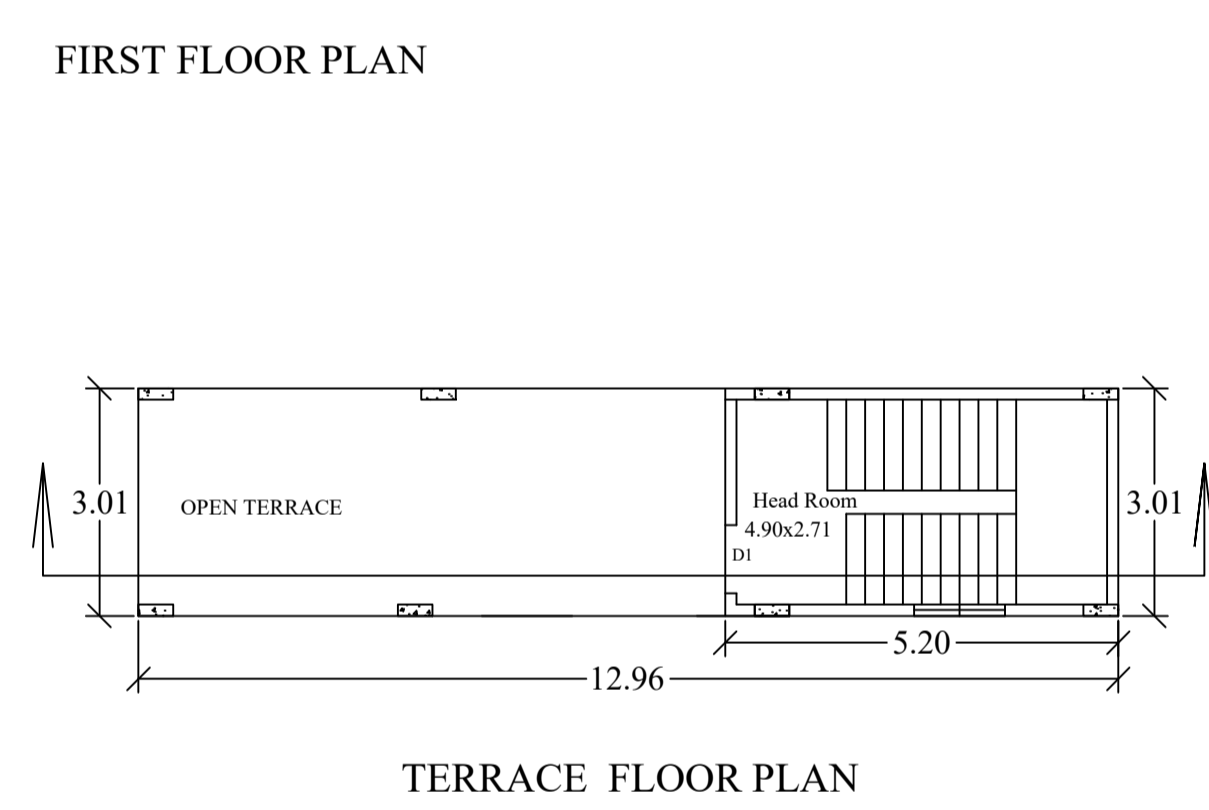 FIRST FLOOR PLAN
3.01
OPEN TERRACE
Head Room
4.90x2.71
D1
3.01
5.20
12.96
TERRACE FLOOR PLAN